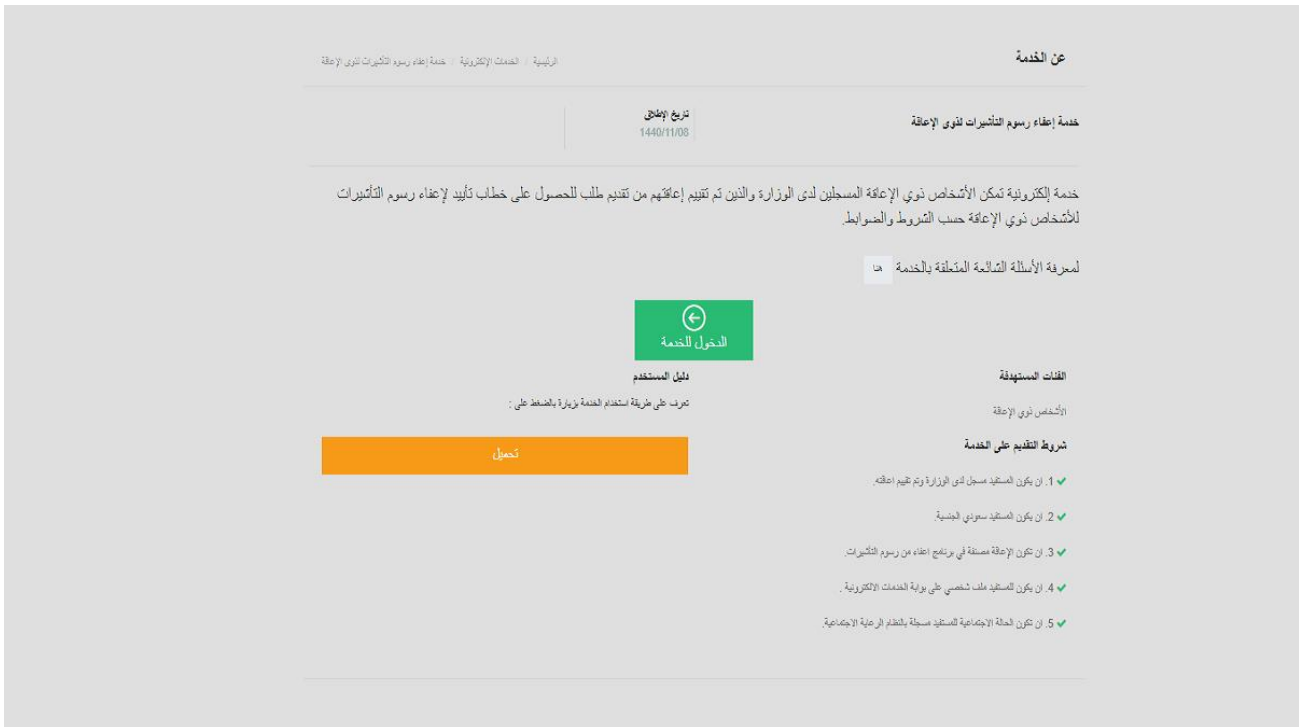 عن الخدمة
الرئيسية / الخدمات الإلكترونية / خدمة إعفاء رسوم التأشيرات لذوى الإعاقة
خدمة إعفاء رسوم التأشيرات لذوى الإعاقة
تاريخ الإطلاق
1440/11/08
خدمة إلكترونية تمكن الأشخاص ذوي الإعاقة المسجلين لدى الوزارة والذين تم تقييم إعاقتهم من تقديم طلب للحصول على خطاب تأييد لإعفاء رسوم التأشيرات
للأشخاص ذوي الإعاقة حسب الشروط والضوابط.
لمعرفة الأسئلة الشائعة المتعلقة بالخدمة هنا
الدخول للخدمة
الفئات المستهدفة
الأشخاص ذوي الإعاقة
شروط التقديم على الخدمة
1. ان يكون المستفيد مسجل لدى الوزارة وتم تقييم اعاقته.
2. ان يكون المستفيد سعودي الجنسية.
3. ان تكون الإعاقة مصنفة في برنامج اعفاء من رسوم التأشيرات.
4. ان يكون للمستفيد ملف شخصي على بوابة الخدمات الالكترونية .
5. ان تكون الحالة الاجتماعية للمستفيد مسجلة بالنظام الرعاية الاجتماعية.
دليل المستخدم
تعرف على طريقة استخدام الخدمة بزيارة بالضغط على :
تحميل